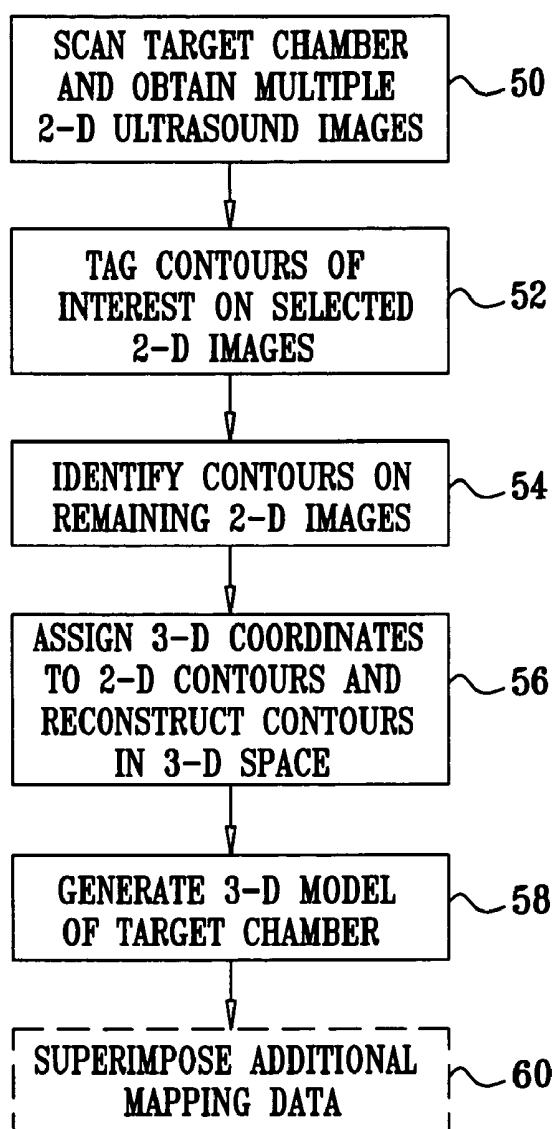 SCAN TARGET CHAMBER
AND OBTAIN MULTIPLE
2-D ULTRASOUND IMAGES
50
TAG CONTOURS OF
INTEREST ON SELECTED
2-D IMAGES
52
IDENTIFY CONTOURS ON
REMAINING 2-D IMAGES
54
ASSIGN 3-D COORDINATES
TO 2-D CONTOURS AND
RECONSTRUCT CONTOURS
IN 3-D SPACE
56
GENERATE 3-D MODEL
OF TARGET CHAMBER
58
SUPERIMPOSE ADDITIONAL
MAPPING DATA
60